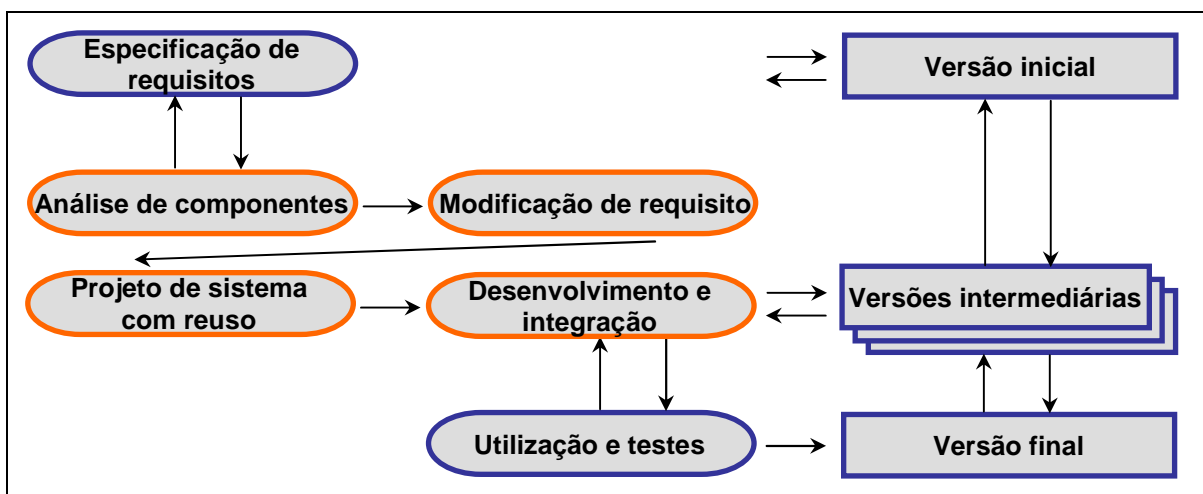 Especificação de
requisitos
Versão inicial
Análise de componentes
Modificação de requisito
Projeto de sistema
com reuso
Desenvolvimento e
integração
Versões intermediárias
Utilização e testes
Versão final